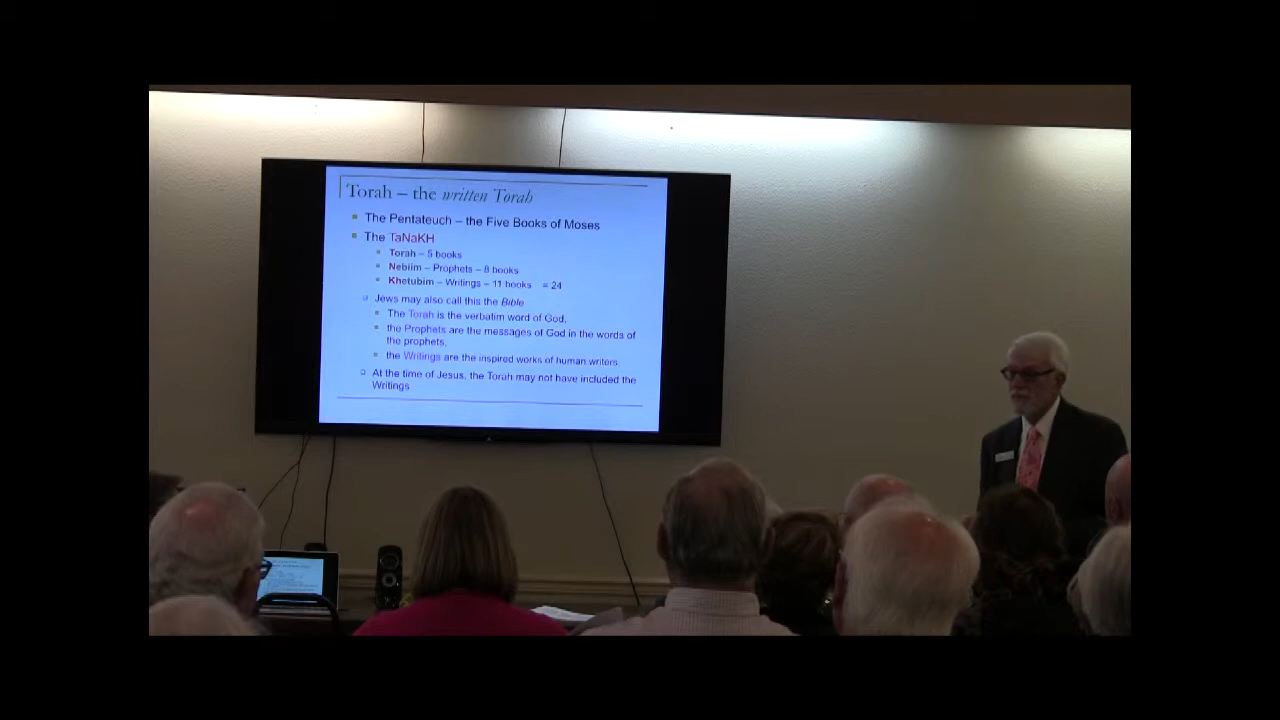 Torah – the written Torah
The Pentateuch – the Five Books of Moses
The TaNaKH
Torah – 5 books
Nebiim – Prophets – 8 books
Khetubim – Writings – 11 books = 24
Jews may also call this the Bible
The Torah is the verbatim word of God,
the Prophets are the messages of God in the words of
the prophets,
the Writings are the inspired works of human writers.
At the time of Jesus, the Torah may not have included the
Writings